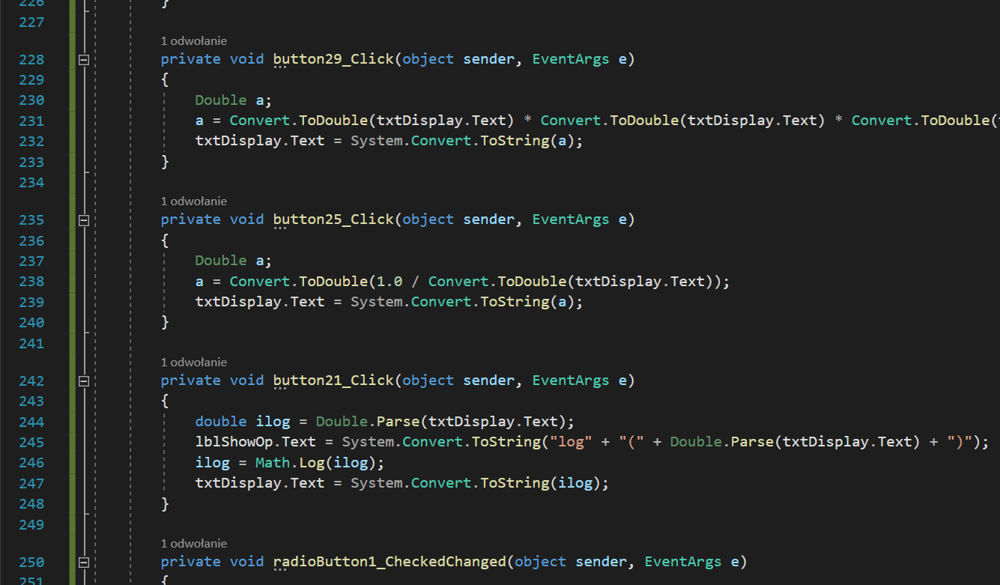 226 }
227
1 odwołanie
228 private void button29_Click(object sender, EventArgs e)
229 {
230 Double a;
231 a = Convert.ToDouble(txtDisplay.Text) * Convert.ToDouble(txtDisplay.Text) * Convert.ToDouble(
232 txtDisplay.Text = System.Convert.ToString(a);
233 }
234
1 odwołanie
235 private void button25_Click(object sender, EventArgs e)
236 {
237 Double a;
238 a = Convert.ToDouble(1.0 / Convert.ToDouble(txtDisplay.Text));
239 txtDisplay.Text = System.Convert.ToString(a);
240 }
241
1 odwołanie
242 private void button21_Click(object sender, EventArgs e)
243 {
244 double ilog = Double.Parse(txtDisplay.Text);
245 lblShowOp.Text = System.Convert.ToString("log" + "(" + Double.Parse(txtDisplay.Text) + ")");
246 ilog = Math.Log(ilog);
247 txtDisplay.Text = System.Convert.ToString(ilog);
248 }
249
1 odwołanie
250 private void radioButton1_CheckedChanged(object sender, EventArgs e)
251 {